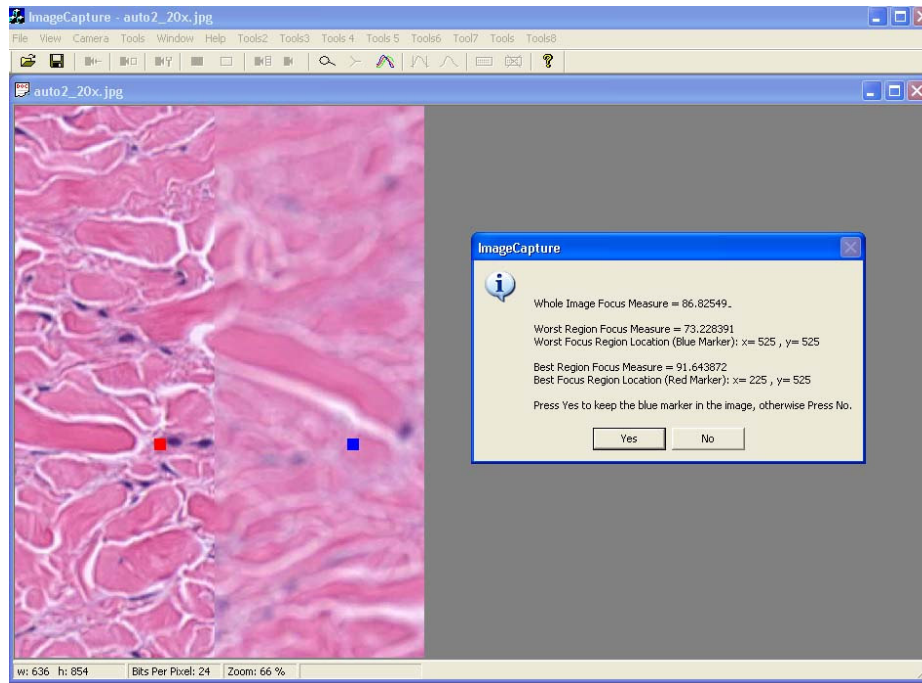 ImageCapture - auto2_20x.jpg
File View Camera Tools Window Help Tools2 Tools3 Tools 4 Tools 5 Tools6 Tool7 Tools Tools8
auto2_20x.jpg
ImageCapture
Whole Image Focus Measure = 86.82549.
Worst Region Focus Measure = 73.228391
Worst Focus Region Location (Blue Marker): x= 525 , y= 525
Best Region Focus Measure = 91.643872
Best Focus Region Location (Red Marker): x= 225 , y= 525
Press Yes to keep the blue marker in the image, otherwise Press No.
Yes No
w: 636 h: 854 Bits Per Pixel: 24 Zoom: 66 %